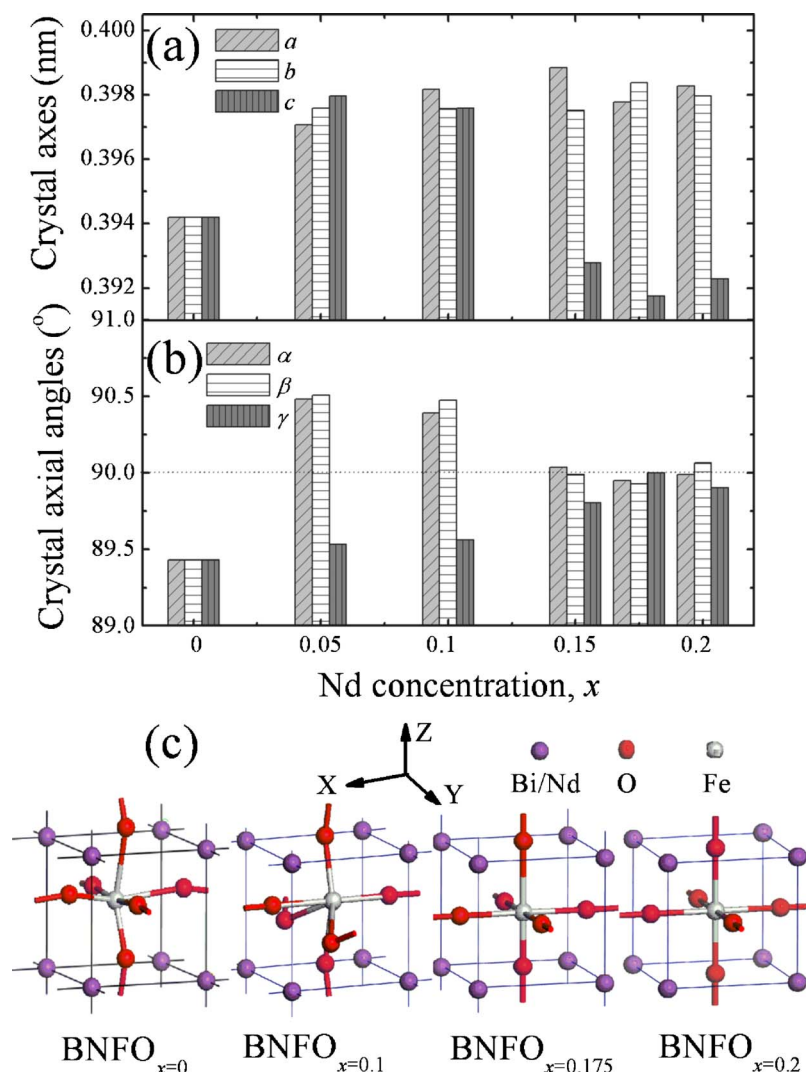 (a)
a
b
c
Crystal axes (nm)
0.400
0.398
0.396
0.394
0.392
91.0
(b)
α
β
γ
Crystal axial angles (°)
90.5
90.0
89.5
89.0
0 0.05 0.1 0.15 0.2
Nd concentration, x
(c)
Z
X
Y
Bi/Nd O Fe
BNFOx=0 BNFOx=0.1 BNFOx=0.175 BNFOx=0.2